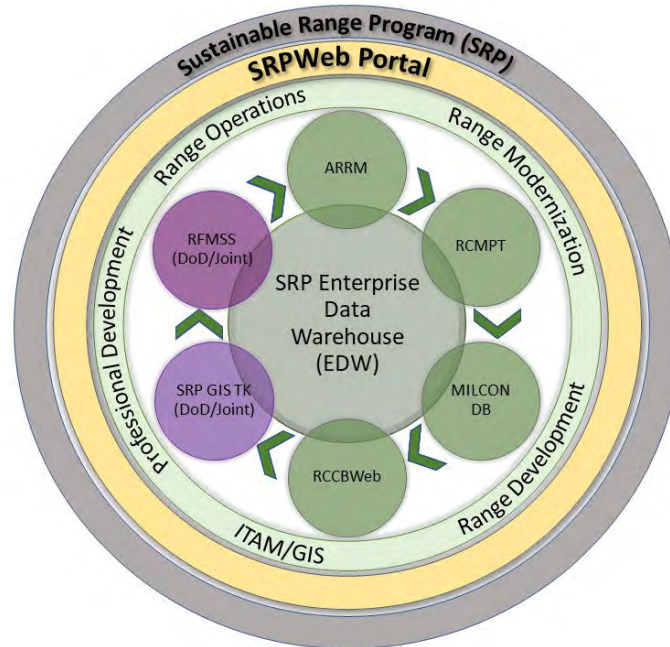 Sustainable Range Program (SRP)
SRPWeb Portal
Range Operations
Range Modernization
Range Development
ITAM/GIS
Professional Development
ARRM
RCMPT
MILCON
DB
RCCBWeb
SRP GIS TK
(DoD/Joint)
RFMSS
(DoD/Joint)
SRP Enterprise
Data
Warehouse
(EDW)